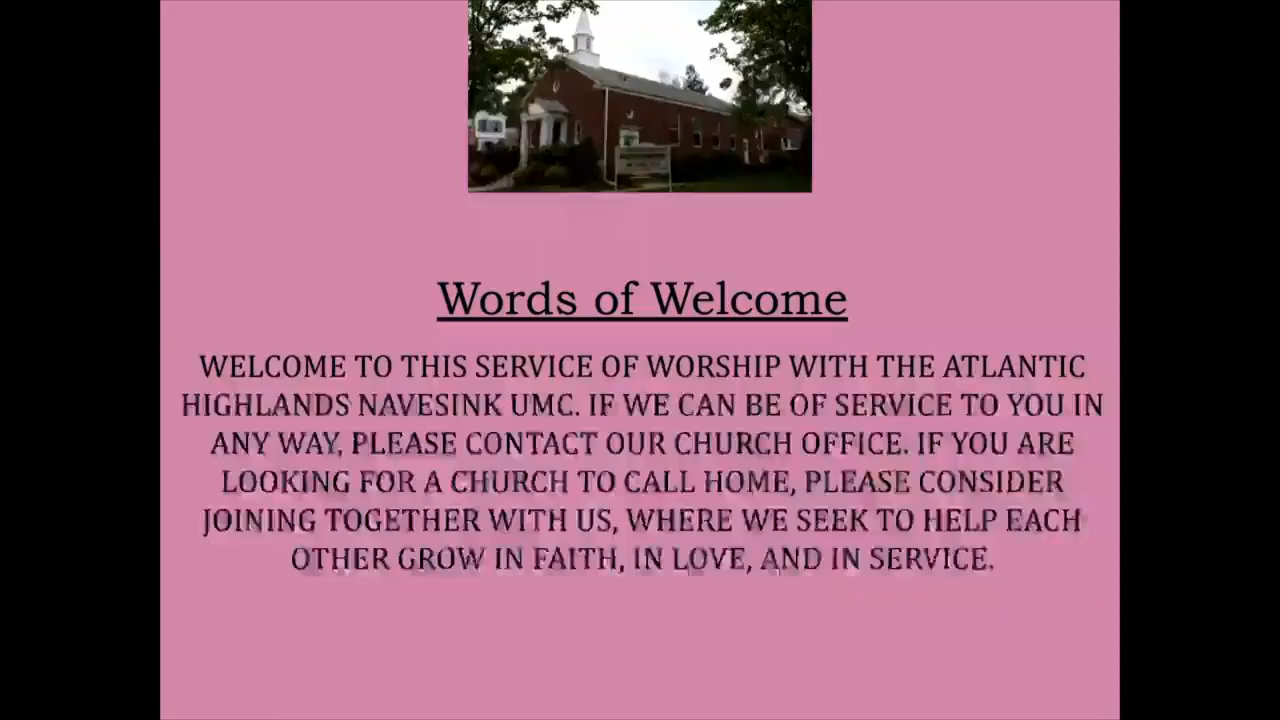 Words of Welcome
WELCOME TO THIS SERVICE OF WORSHIP WITH THE ATLANTIC
HIGHLANDS NAVESINK UMC. IF WE CAN BE OF SERVICE TO YOU IN
ANY WAY, PLEASE CONTACT OUR CHURCH OFFICE. IF YOU ARE
LOOKING FOR A CHURCH TO CALL HOME, PLEASE CONSIDER
JOINING TOGETHER WITH US, WHERE WE SEEK TO HELP EACH
OTHER GROW IN FAITH, IN LOVE, AND IN SERVICE.